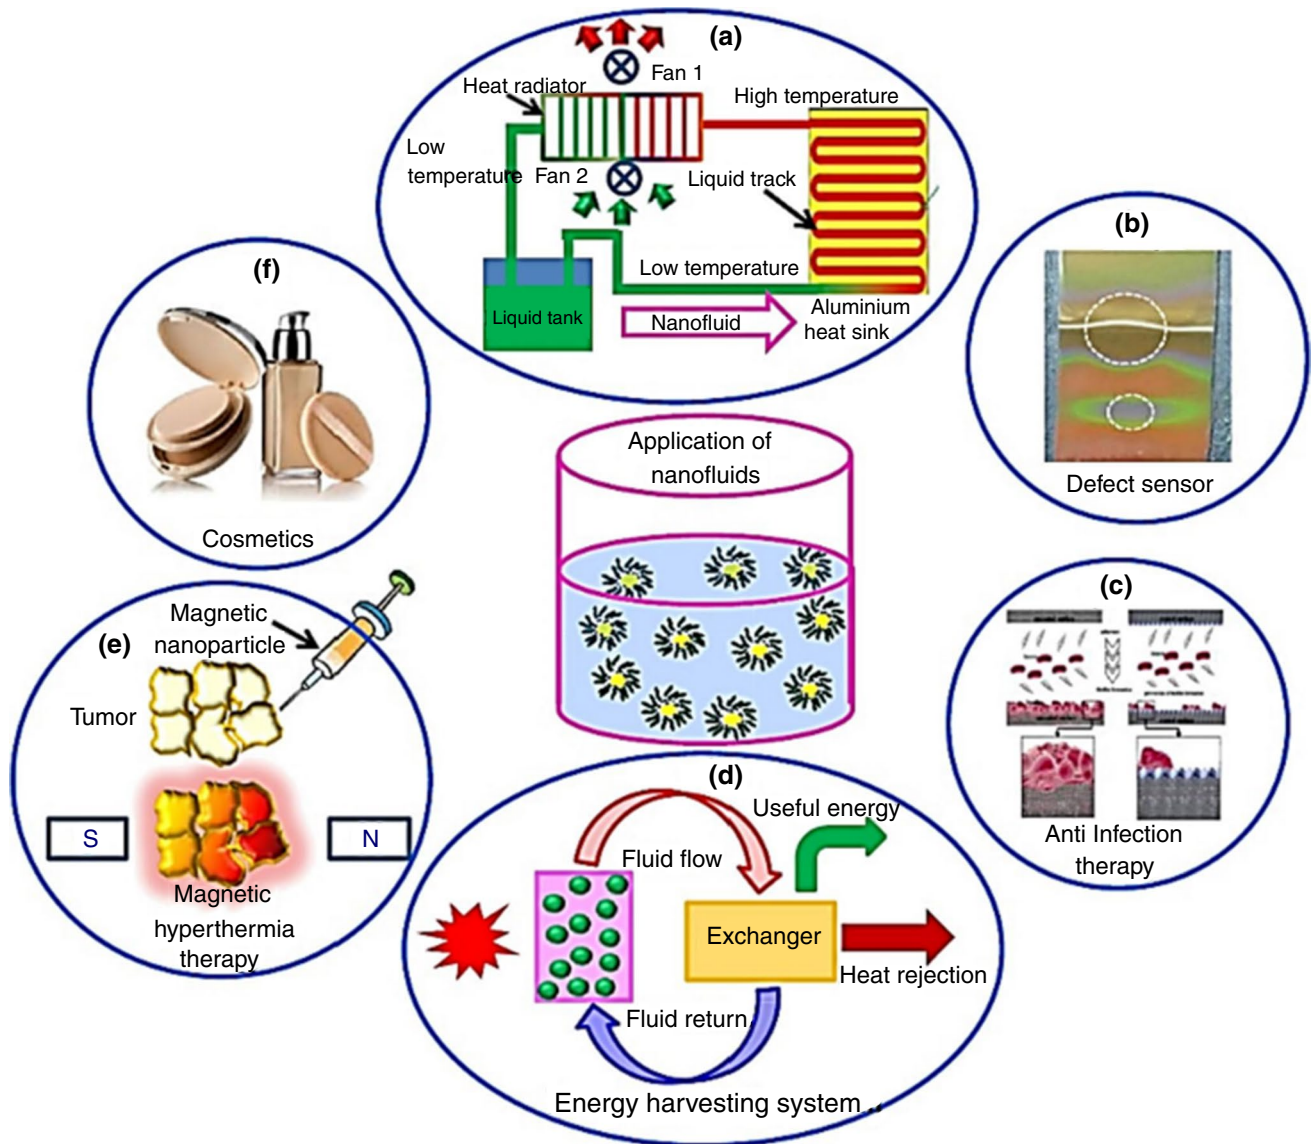 (a)
Fan 1
Heat radiator
High temperature
Low
temperature
Fan 2
Liquid track
Low temperature
Liquid tank
Nanofluid
Aluminium
heat sink
(b)
Defect sensor
(f)
Cosmetics
Application of
nanofluids
(c)
Anti Infection
therapy
(e)
Magnetic
nanoparticle
Tumor
S
N
Magnetic
hyperthermia
therapy
(d)
Useful energy
Fluid flow
Exchanger
Heat rejection
Fluid return
Energy harvesting system